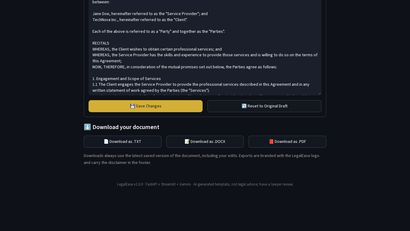 between:
Jane Doe, hereinafter referred to as the "Service Provider"; and
TechNova Inc., hereinafter referred to as the "Client".
Each of the above is referred to as a "Party" and together as the "Parties".
RECITALS
WHEREAS, the Client wishes to obtain certain professional services; and
WHEREAS, the Service Provider has the skills and experience to provide those services and is willing to do so on the terms of
this Agreement;
NOW, THEREFORE, in consideration of the mutual promises set out below, the Parties agree as follows:
1. Engagement and Scope of Services
1.1 The Client engages the Service Provider to provide the professional services described in this Agreement and in any
written statement of work agreed by the Parties (the "Services").
Save Changes
Reset to Original Draft
Download your document
Download as .TXT
Download as .DOCX
Download as .PDF
Downloads always use the latest saved version of the document, including your edits. Exports are branded with the LegalEase logo
and carry the disclaimer in the footer.